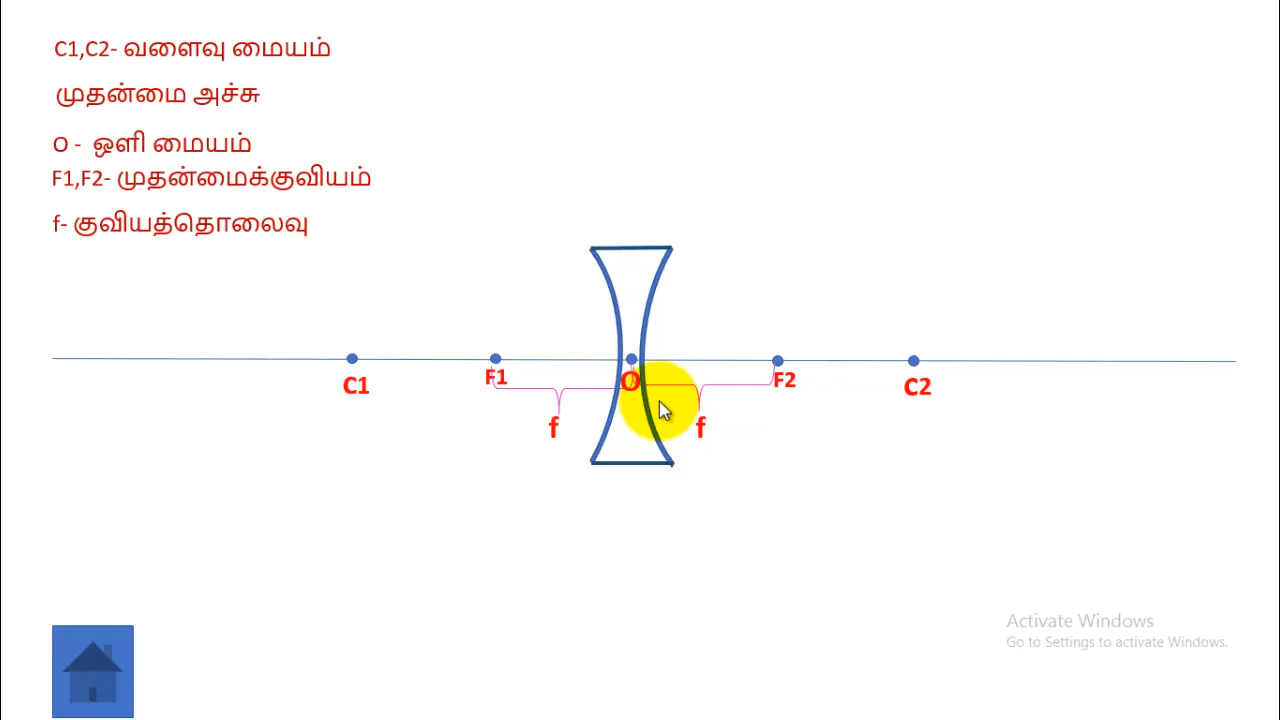 C1,C2- வளைவு மையம்
முதன்மை அச்சு
O - ஒளி மையம்
F1,F2- முதன்மைக்குவியம்
f- குவியத்தொலைவு
C1 F1 O F2 C2
f f
Activate Windows
Go to Settings to activate Windows.